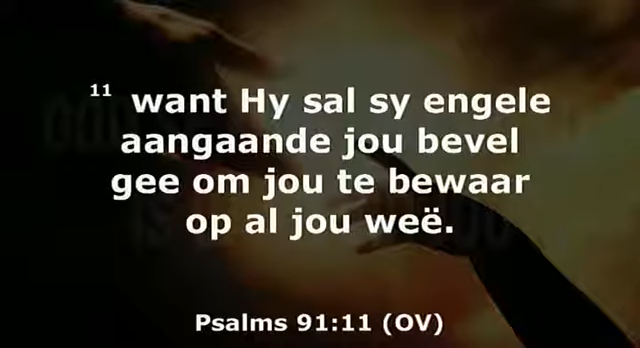 11 want Hy sal sy engele
aangaande jou bevel
gee om jou te bewaar
op al jou weë.
Psalms 91:11 (OV)